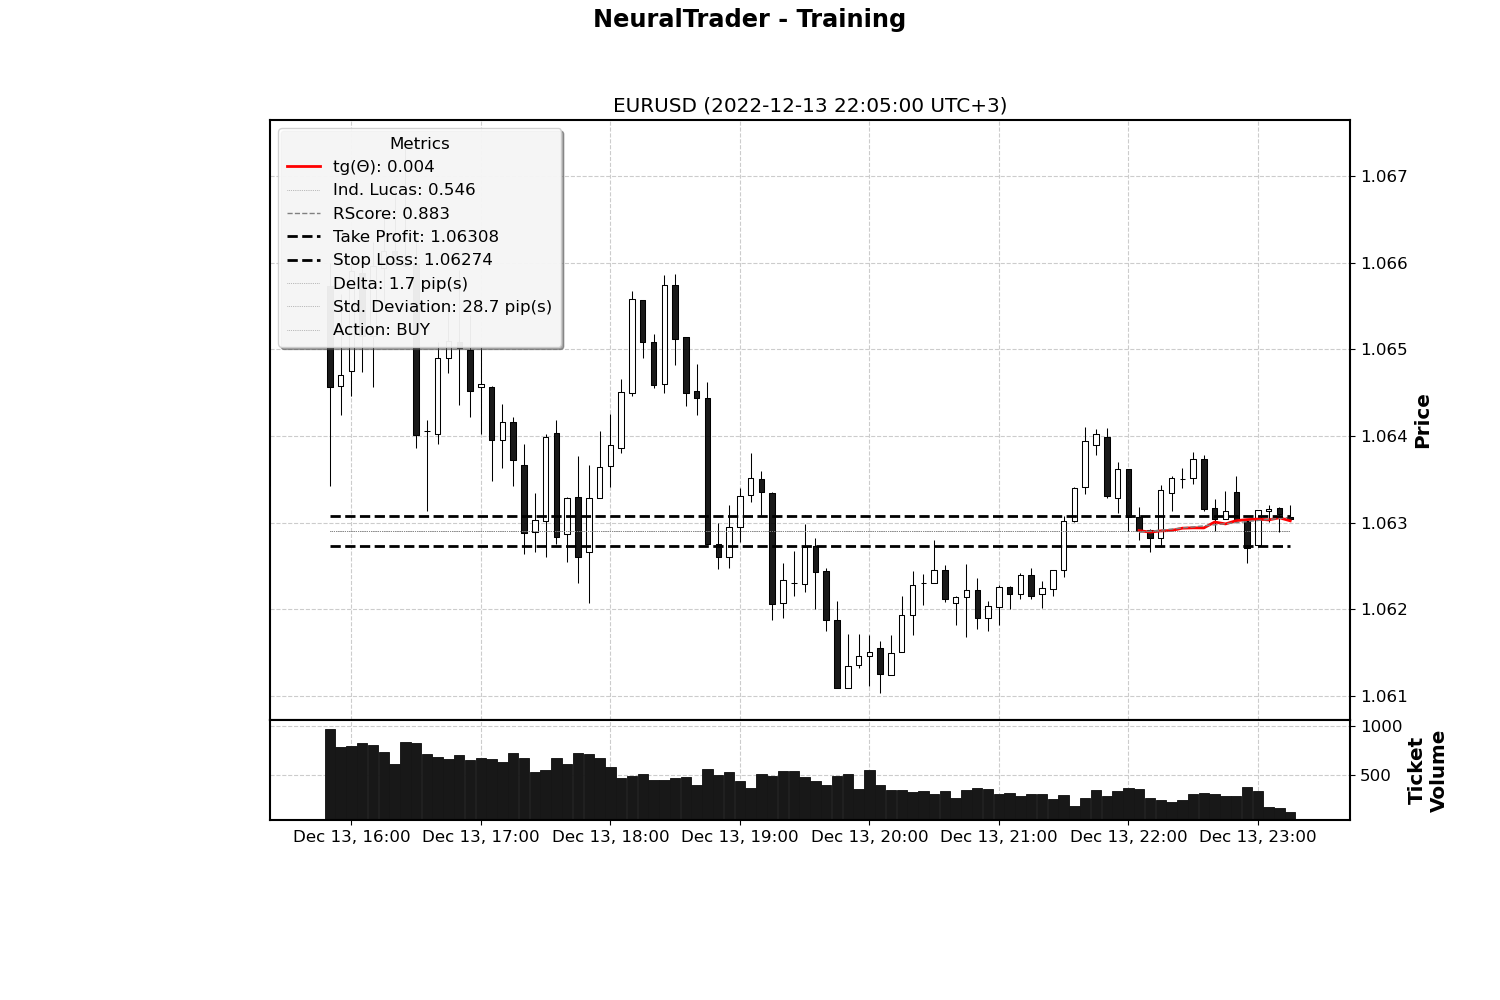 NeuralTrader - Training
EURUSD (2022-12-13 22:05:00 UTC+3)
Metrics
tg(Θ): 0.004
Ind. Lucas: 0.546
RScore: 0.883
Take Profit: 1.06308
Stop Loss: 1.06274
Delta: 1.7 pip(s)
Std. Deviation: 28.7 pip(s)
Action: BUY
1.067
1.066
1.065
1.064
1.063
1.062
1.061
Price
1000
500
Ticket
Volume
Dec 13, 16:00
Dec 13, 17:00
Dec 13, 18:00
Dec 13, 19:00
Dec 13, 20:00
Dec 13, 21:00
Dec 13, 22:00
Dec 13, 23:00